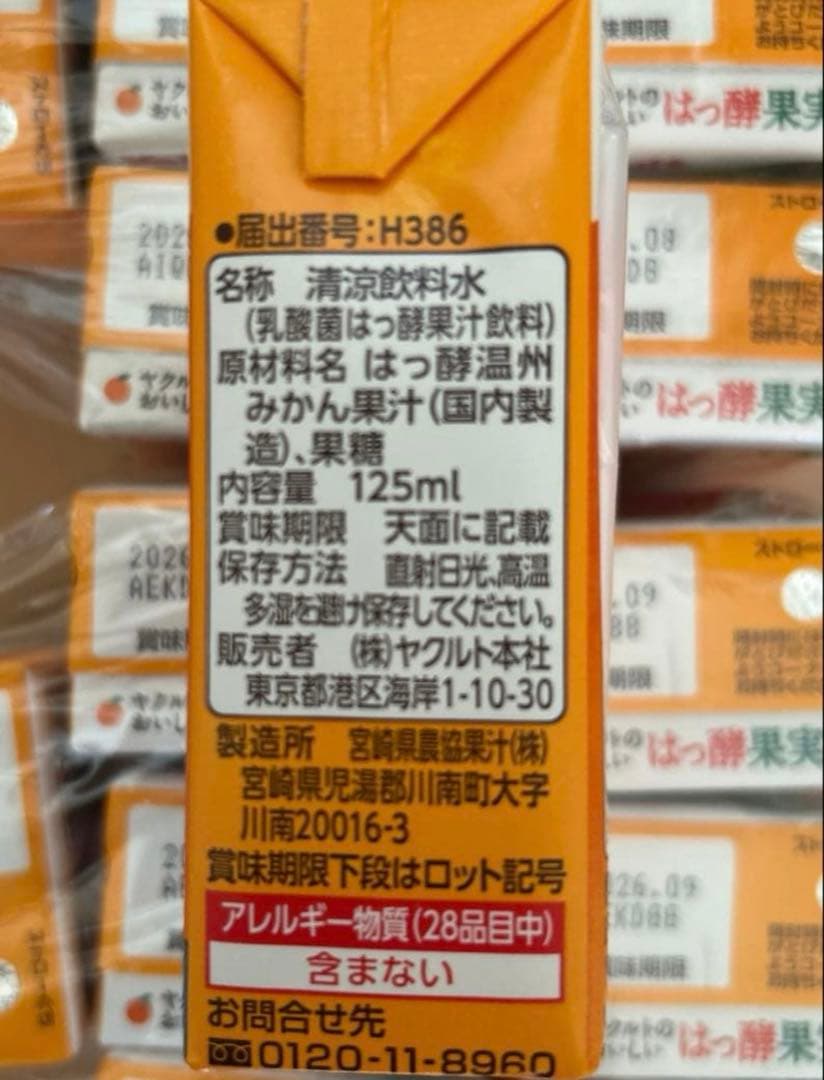 ●届出番号:H386
名称 清涼飲料水
(乳酸菌はっ酵果汁飲料)
原材料名 はっ酵温州
みかん果汁(国内製
造)、果糖
内容量 125ml
賞味期限 天面に記載
保存方法 直射日光、高温
多湿を避け保存してください。
販売者 (株)ヤクルト本社
東京都港区海岸1-10-30
製造所 宮崎県農協果汁(株)
宮崎県児湯郡川南町大字
川南20016-3
賞味期限下段はロット記号
アレルギー物質(28品目中)
含まない
お問合せ先
0120-11-8960
はっ酵果実
はっ酵果実
はっ酵果実
はっ酵果